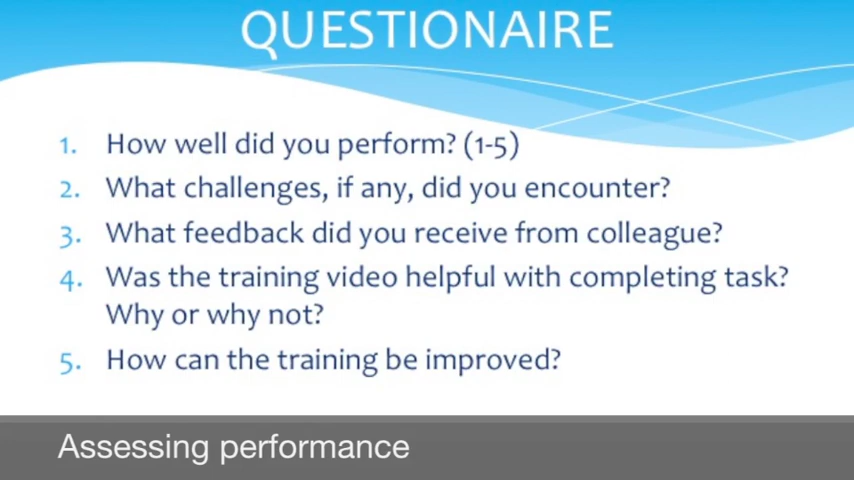 QUESTIONAIRE
1. How well did you perform? (1-5)
2. What challenges, if any, did you encounter?
3. What feedback did you receive from colleague?
4. Was the training video helpful with completing task?
Why or why not?
5. How can the training be improved?
Assessing performance